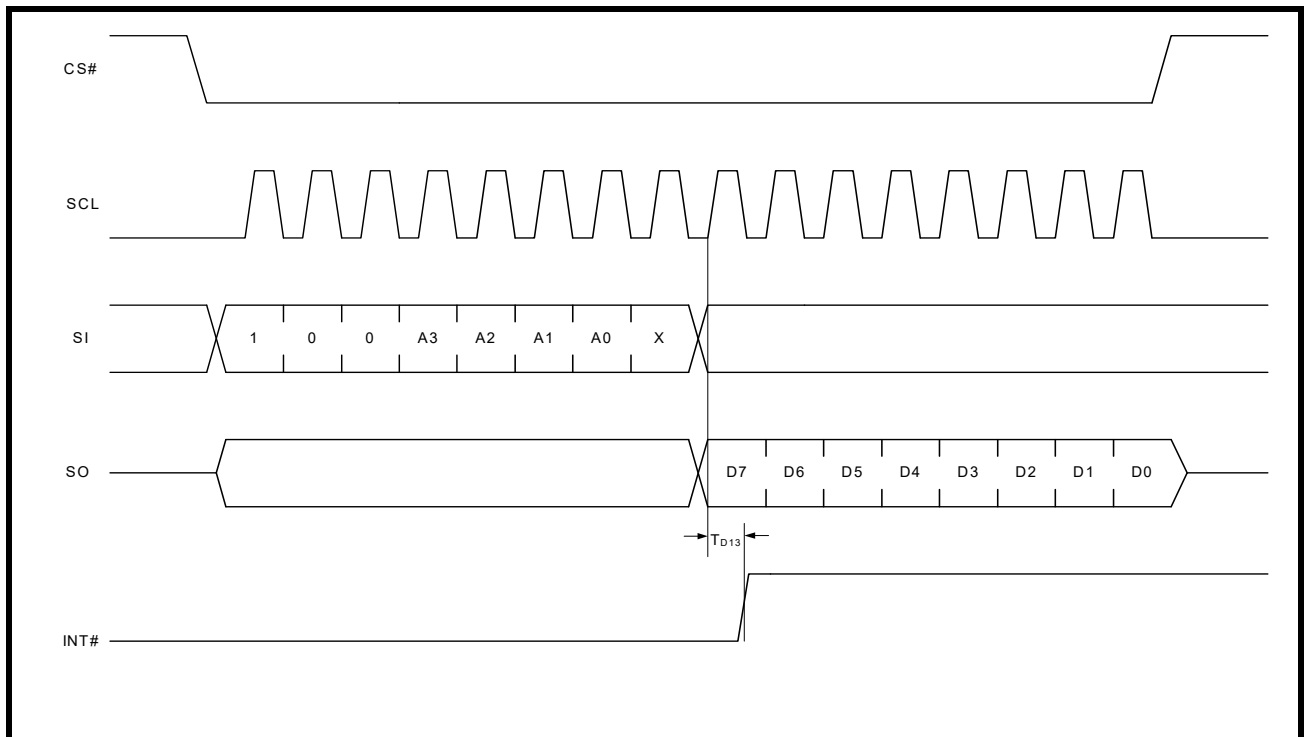 CS#
SCL
SI
1 0 0 A3 A2 A1 A0 X
SO
D7 D6 D5 D4 D3 D2 D1 D0
TD13
INT#